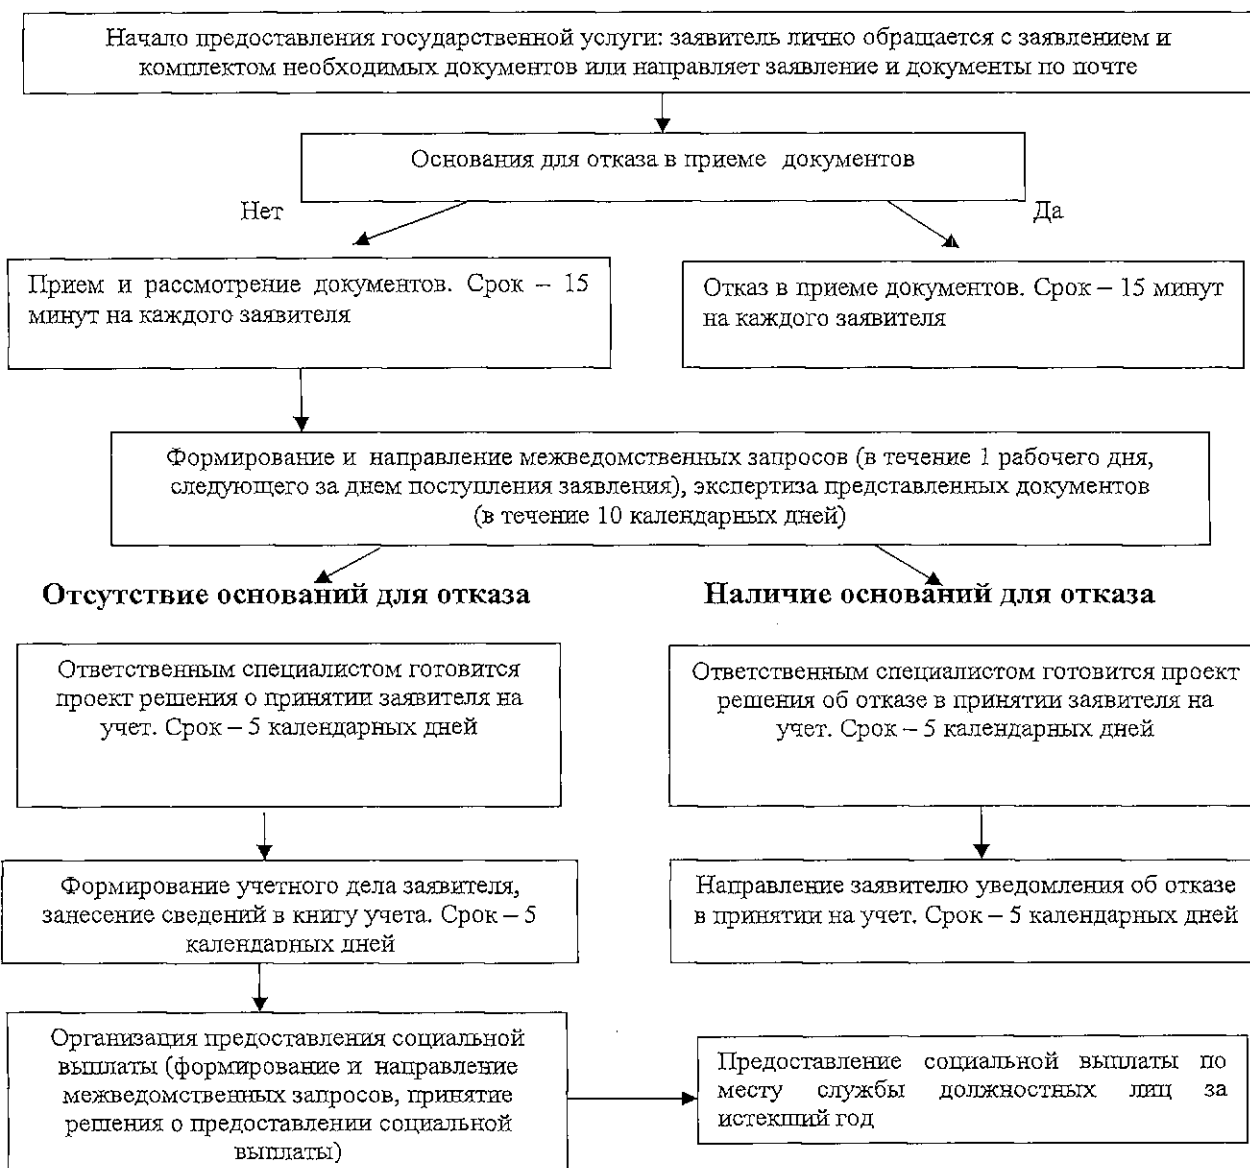 Начало предоставления государственной услуги: заявитель лично обращается с заявлением и
комплектом необходимых документов или направляет заявление и документы по почте
Основания для отказа в приеме документов
Нет
Да
Прием и рассмотрение документов. Срок – 15
минут на каждого заявителя
Отказ в приеме документов. Срок – 15 минут
на каждого заявителя
Формирование и направление межведомственных запросов (в течение 1 рабочего дня,
следующего за днем поступления заявления), экспертиза представленных документов
(в течение 10 календарных дней)
Отсутствие оснований для отказа
Наличие оснований для отказа
Ответственным специалистом готовится
проект решения о принятии заявителя на
учет. Срок – 5 календарных дней
Ответственным специалистом готовится проект
решения об отказе в принятии заявителя на
учет. Срок – 5 календарных дней
Формирование учетного дела заявителя,
занесение сведений в книгу учета. Срок – 5
календарных дней
Направление заявителю уведомления об отказе
в принятии на учет. Срок – 5 календарных дней
Организация предоставления социальной
выплаты (формирование и направление
межведомственных запросов, принятие
решения о предоставлении социальной
выплаты)
Предоставление социальной выплаты по
месту службы должностных лиц за
истекший год